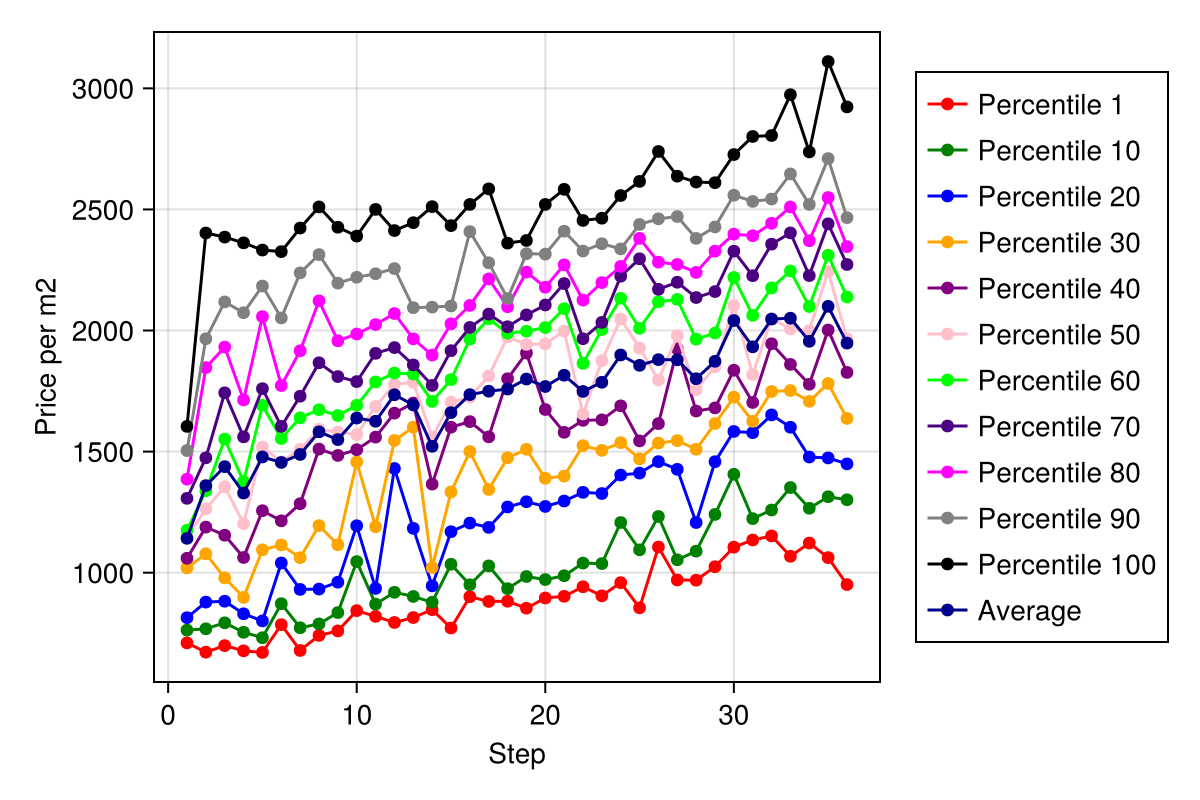 3000
2500
2000
1500
1000
Price per m2
0 10 20 30
Step
Percentile 1
Percentile 10
Percentile 20
Percentile 30
Percentile 40
Percentile 50
Percentile 60
Percentile 70
Percentile 80
Percentile 90
Percentile 100
Average